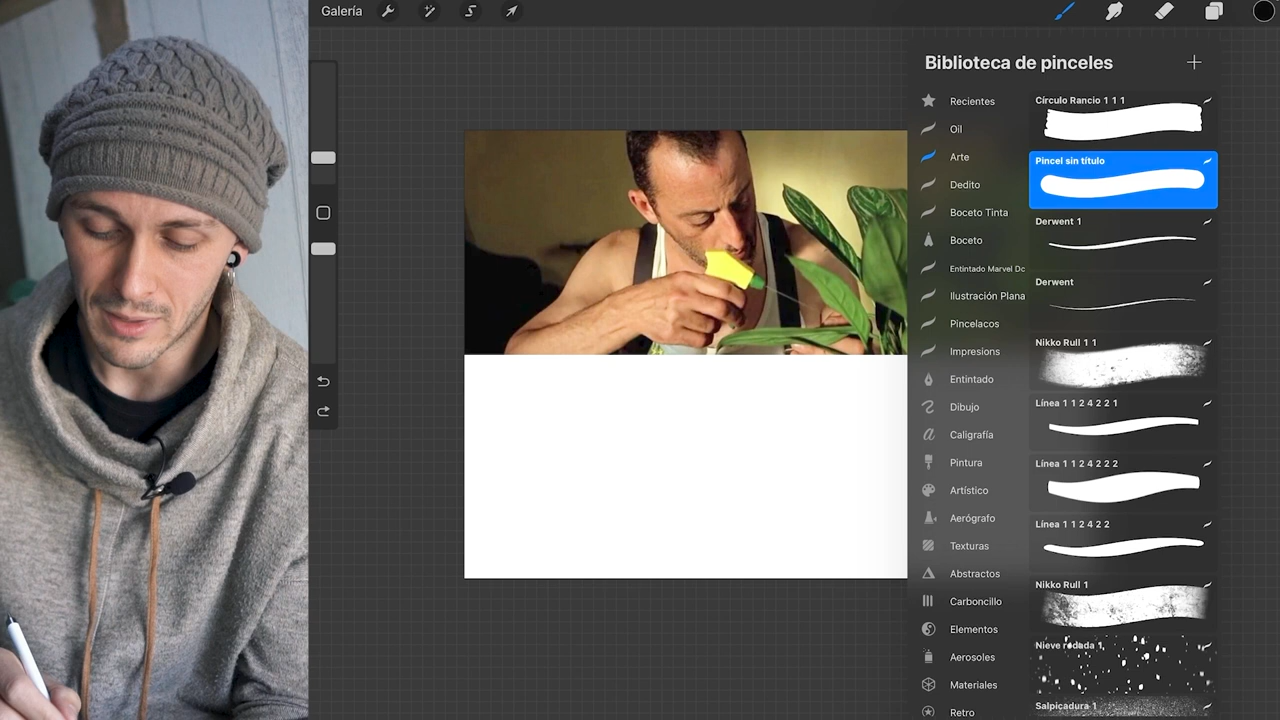 Galería
Biblioteca de pinceles
Recientes
Oil
Arte
Dedito
Boceto Tinta
Boceto
Entintado Marvel Dc
Ilustración Plana
Pincelacos
Impresions
Entintado
Dibujo
Caligrafía
Pintura
Artístico
Aerógrafo
Texturas
Abstractos
Carboncillo
Elementos
Aerosoles
Materiales
Retro
Círculo Rancio 1 1 1
Pincel sin título
Derwent 1
Derwent
Nikko Rull 1 1
Línea 1 1 2 4 2 2 1
Línea 1 1 2 4 2 2 2
Línea 1 1 2 4 2 2
Nikko Rull 1
Nieve rodada 1
Salpicadura 1